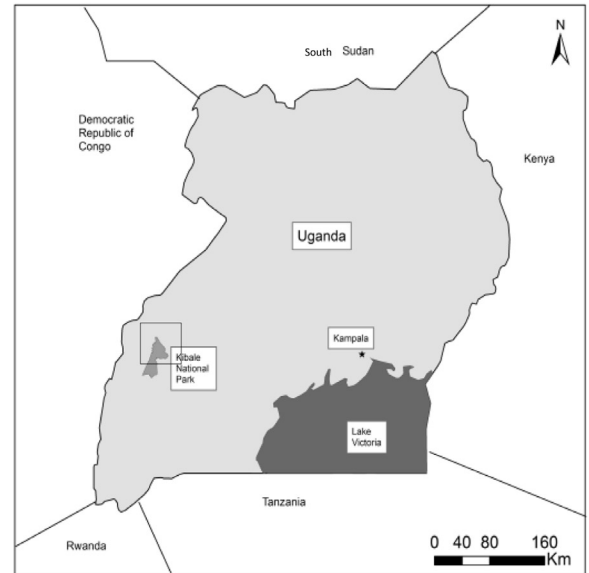 South Sudan
N
Democratic
Republic of
Congo
Kenya
Uganda
Kampala
Kibale
National
Park
Lake
Victoria
Tanzania
Rwanda
0 40 80 160
Km